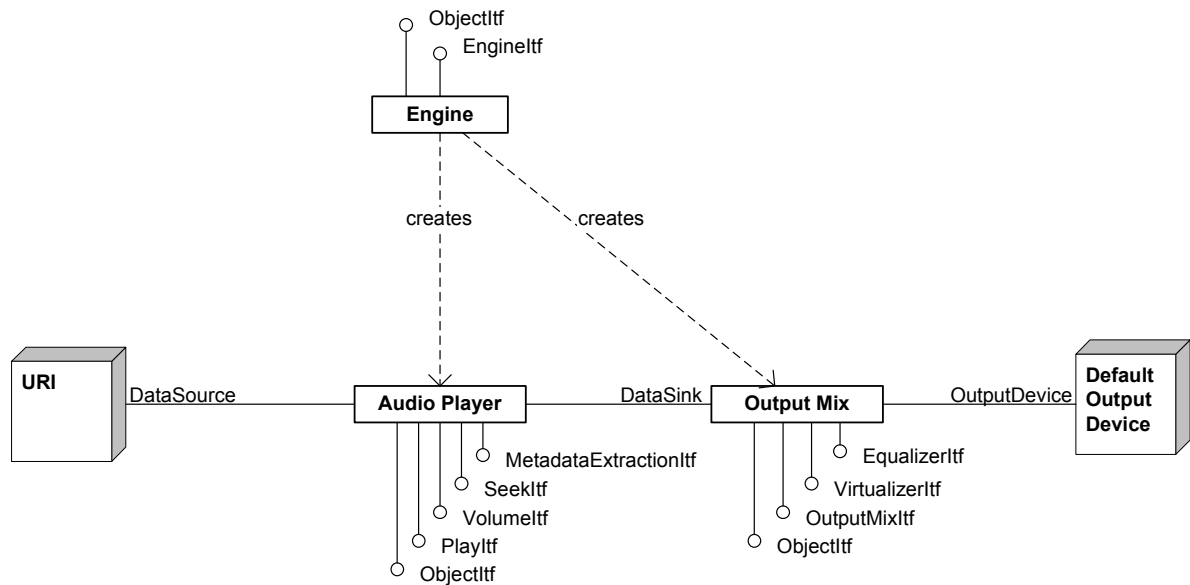 ObjectItf
EngineItf
Engine
creates
creates
URI
DataSource
Audio Player
DataSink
Output Mix
OutputDevice
Default
Output
Device
MetadataExtractionItf
SeekItf
VolumeItf
PlayItf
ObjectItf
EqualizerItf
VirtualizerItf
OutputMixItf
ObjectItf